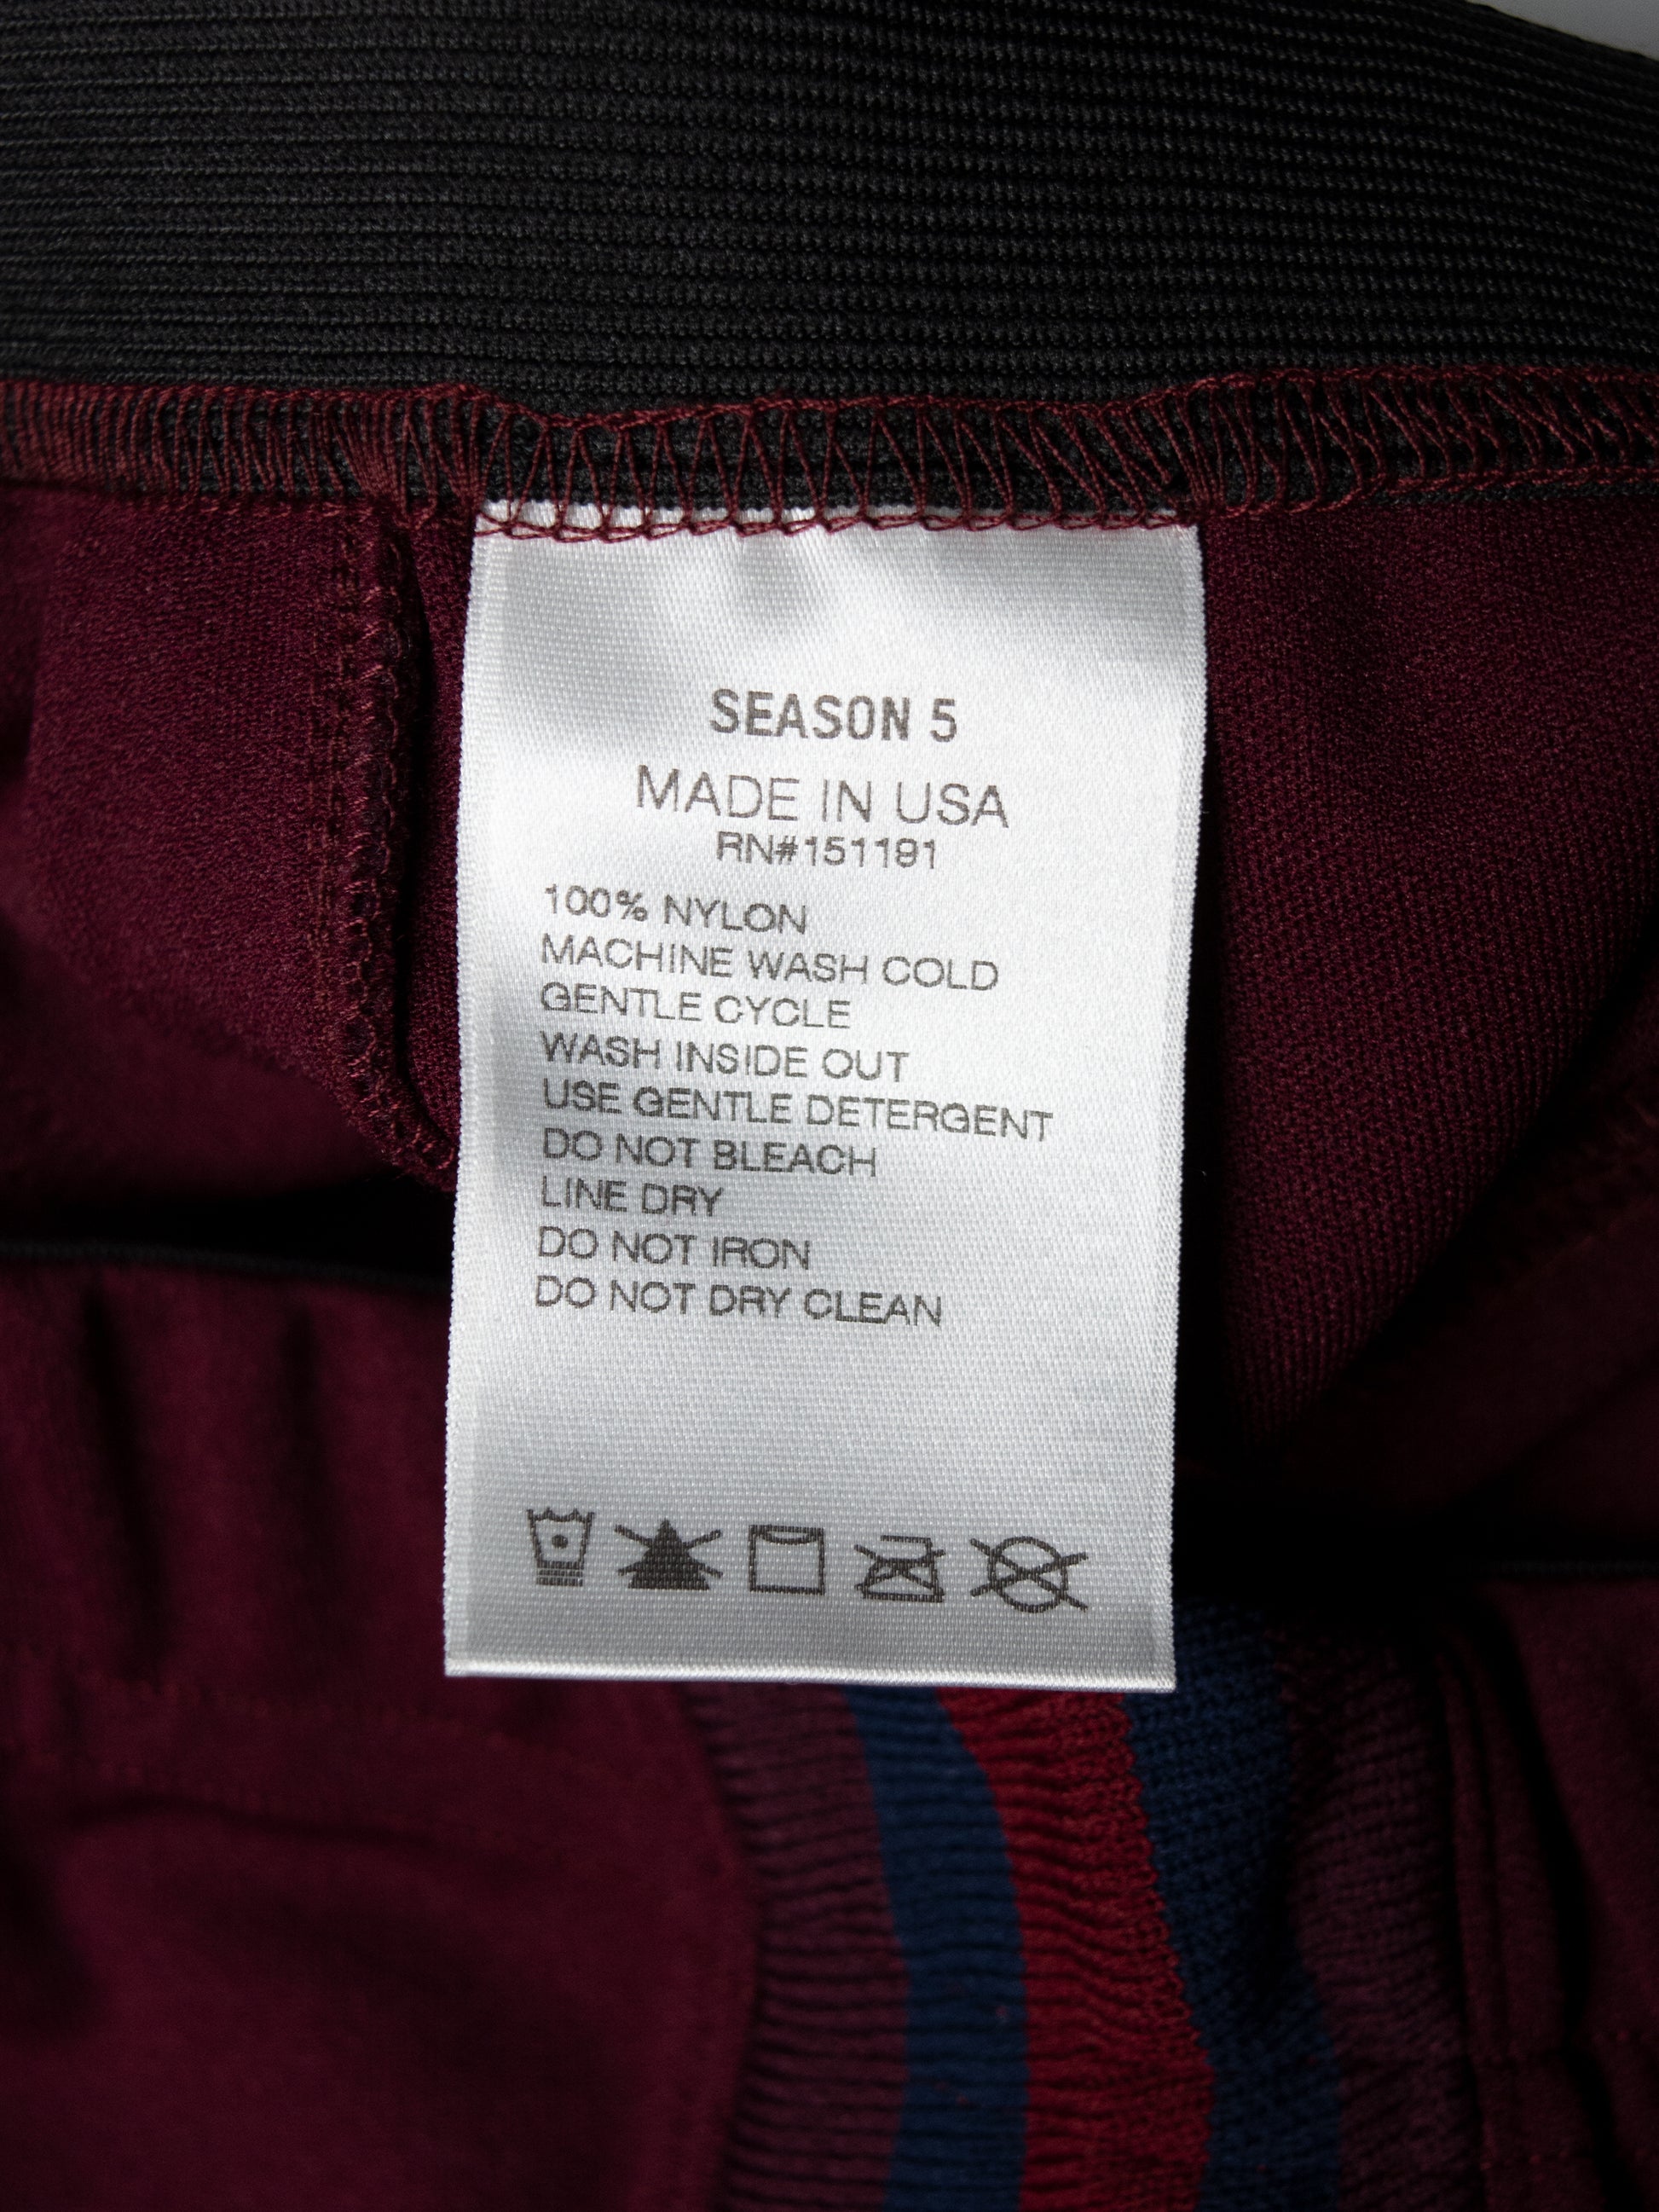 SEASON 5
MADE IN USA
RN#151191
100% NYLON
MACHINE WASH COLD
GENTLE CYCLE
WASH INSIDE OUT
USE GENTLE DETERGENT
DO NOT BLEACH
LINE DRY
DO NOT IRON
DO NOT DRY CLEAN